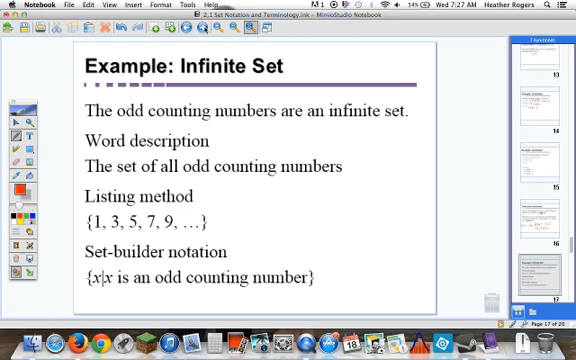 Notebook File Edit View Insert Format Tools Help
14% Wed 7:27 AM Heather Rogers
2.1 Set Notation and Terminology.ink - MimioStudio Notebook
Example: Infinite Set
The odd counting numbers are an infinite set.
Word description
The set of all odd counting numbers
Listing method
{1, 3, 5, 7, 9, …}
Set-builder notation
{x|x is an odd counting number}
13
14
15
16
17
Page 17 of 20
18